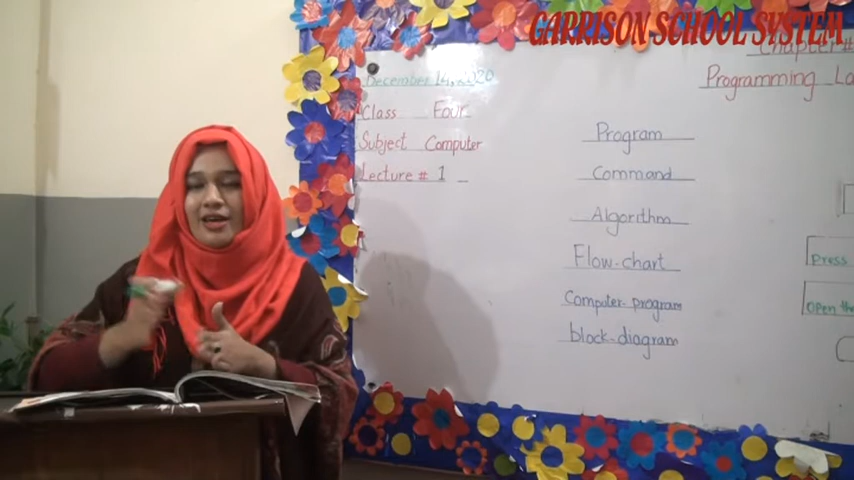 GARRISON SCHOOL SYSTEM
Chapter #
December 14, 2020
Programming La
Class Four
Subject Computer
Lecture # 1
Program
Command
Algorithm
Flow-chart
Computer-program
block-diagram
Press
Open the